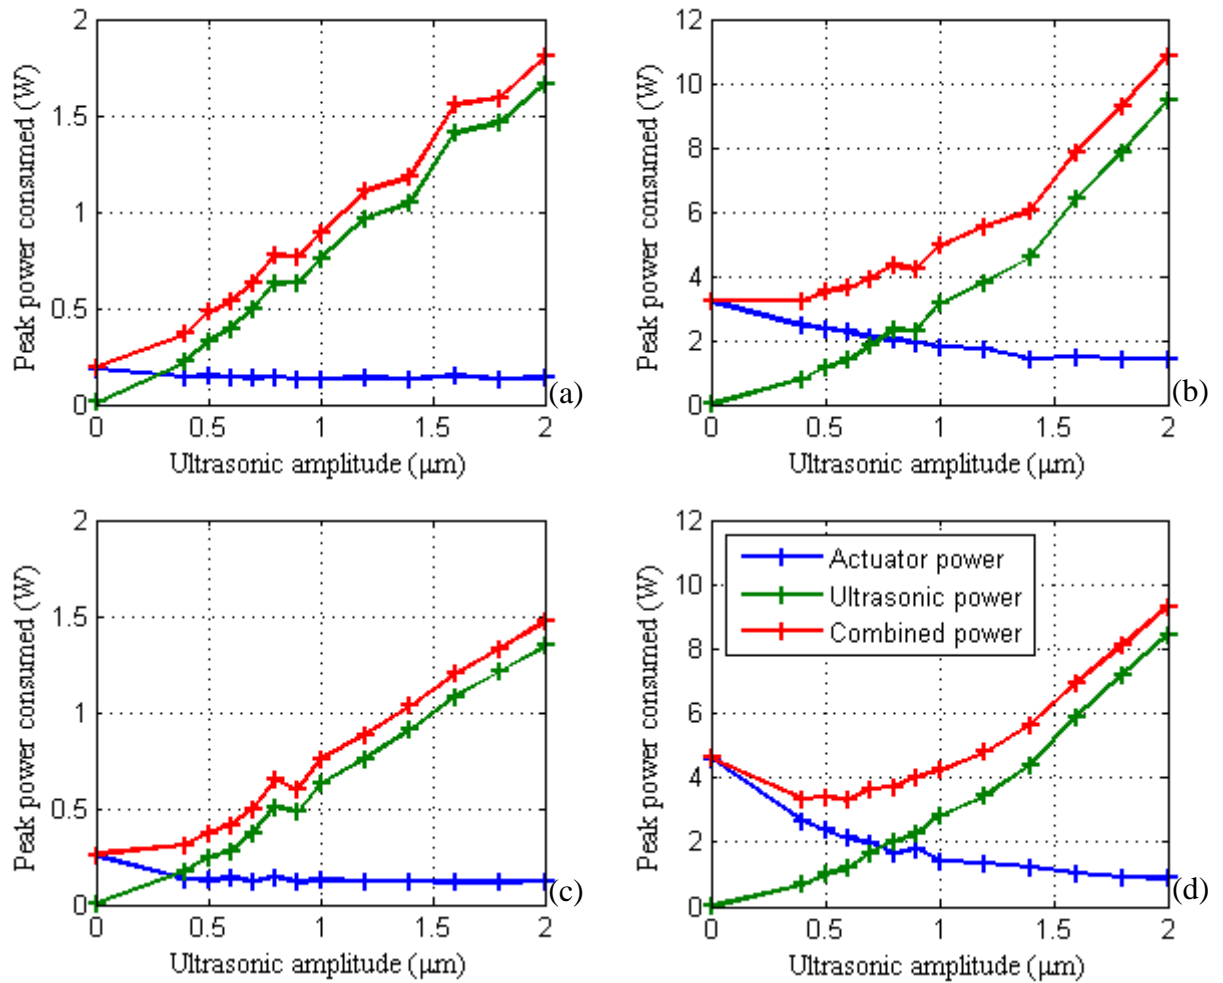 2
1.5
1
0.5
0
0 0.5 1 1.5 2
Peak power consumed (W)
Ultrasonic amplitude (μm)
(a)
12
10
8
6
4
2
0
0 0.5 1 1.5 2
Peak power consumed (W)
Ultrasonic amplitude (μm)
(b)
2
1.5
1
0.5
0
0 0.5 1 1.5 2
Peak power consumed (W)
Ultrasonic amplitude (μm)
(c)
12
10
8
6
4
2
0
0 0.5 1 1.5 2
Peak power consumed (W)
Ultrasonic amplitude (μm)
Actuator power
Ultrasonic power
Combined power
(d)